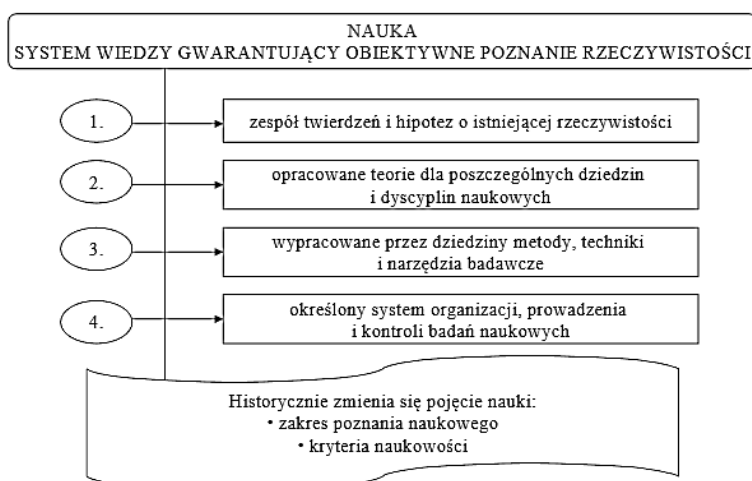 NAUKA
SYSTEM WIEDZY GWARANTUJĄCY OBIEKTYWNE POZNANIE RZECZYWISTOŚCI
1.
zespół twierdzeń i hipotez o istniejącej rzeczywistości
2.
opracowane teorie dla poszczególnych dziedzin
i dyscyplin naukowych
3.
wypracowane przez dziedziny metody, techniki
i narzędzia badawcze
4.
określony system organizacji, prowadzenia
i kontroli badań naukowych
Historycznie zmienia się pojęcie nauki:
• zakres poznania naukowego
• kryteria naukowości